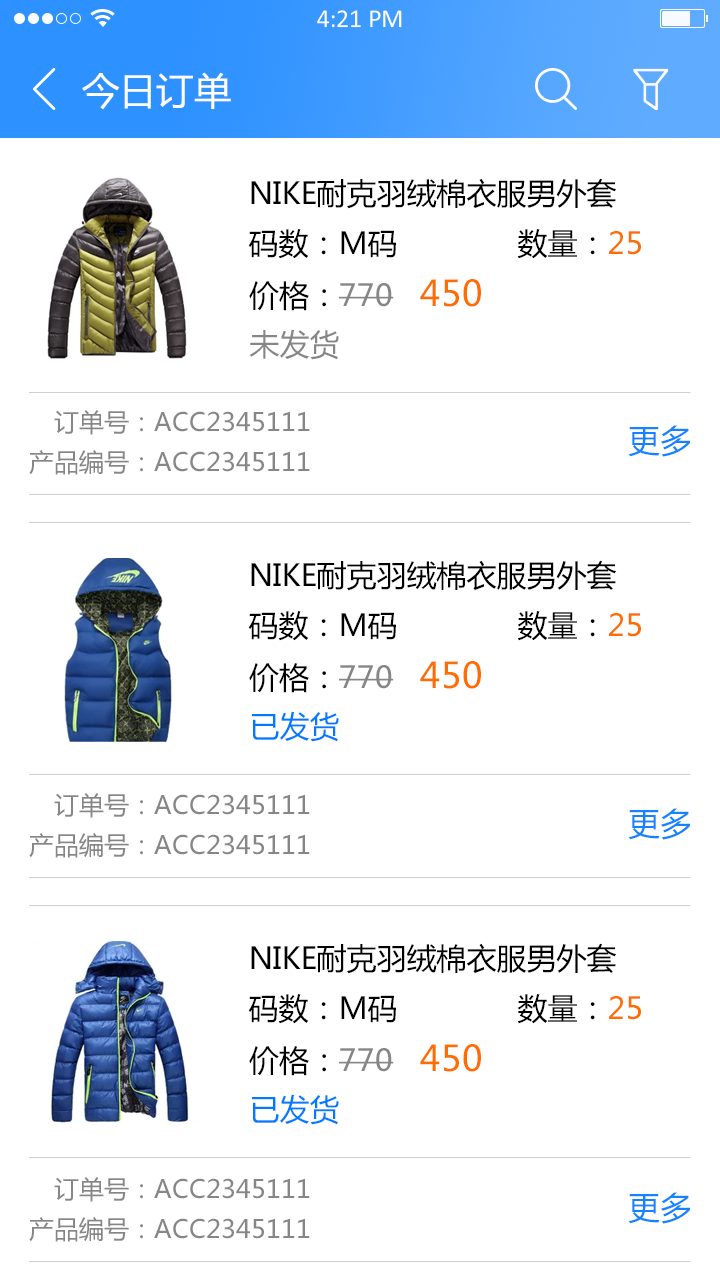 4:21 PM
今日订单
NIKE耐克羽绒棉衣服男外套
码数：M码 数量：25
价格：770 450
未发货
订单号：ACC2345111
产品编号：ACC2345111
更多
NIKE
NIKE耐克羽绒棉衣服男外套
码数：M码 数量：25
价格：770 450
已发货
订单号：ACC2345111
产品编号：ACC2345111
更多
NIKE耐克羽绒棉衣服男外套
码数：M码 数量：25
价格：770 450
已发货
订单号：ACC2345111
产品编号：ACC2345111
更多